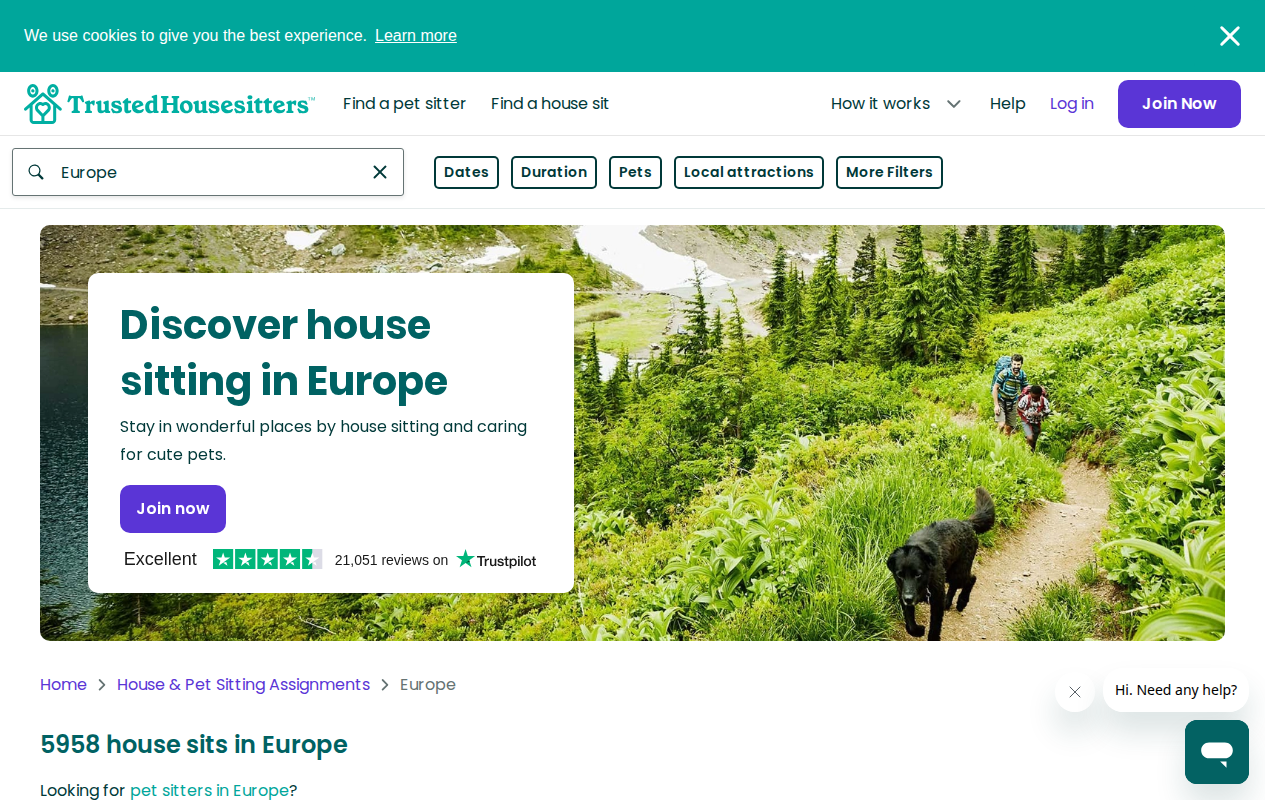 We use cookies to give you the best experience. Learn more
TrustedHousesitters™ Find a pet sitter Find a house sit How it works Help Log in Join Now
Europe Dates Duration Pets Local attractions More Filters
Discover house
sitting in Europe
Stay in wonderful places by house sitting and caring
for cute pets.
Join now
Excellent 21,051 reviews on Trustpilot
Home House & Pet Sitting Assignments Europe
Hi. Need any help?
5958 house sits in Europe
Looking for pet sitters in Europe?